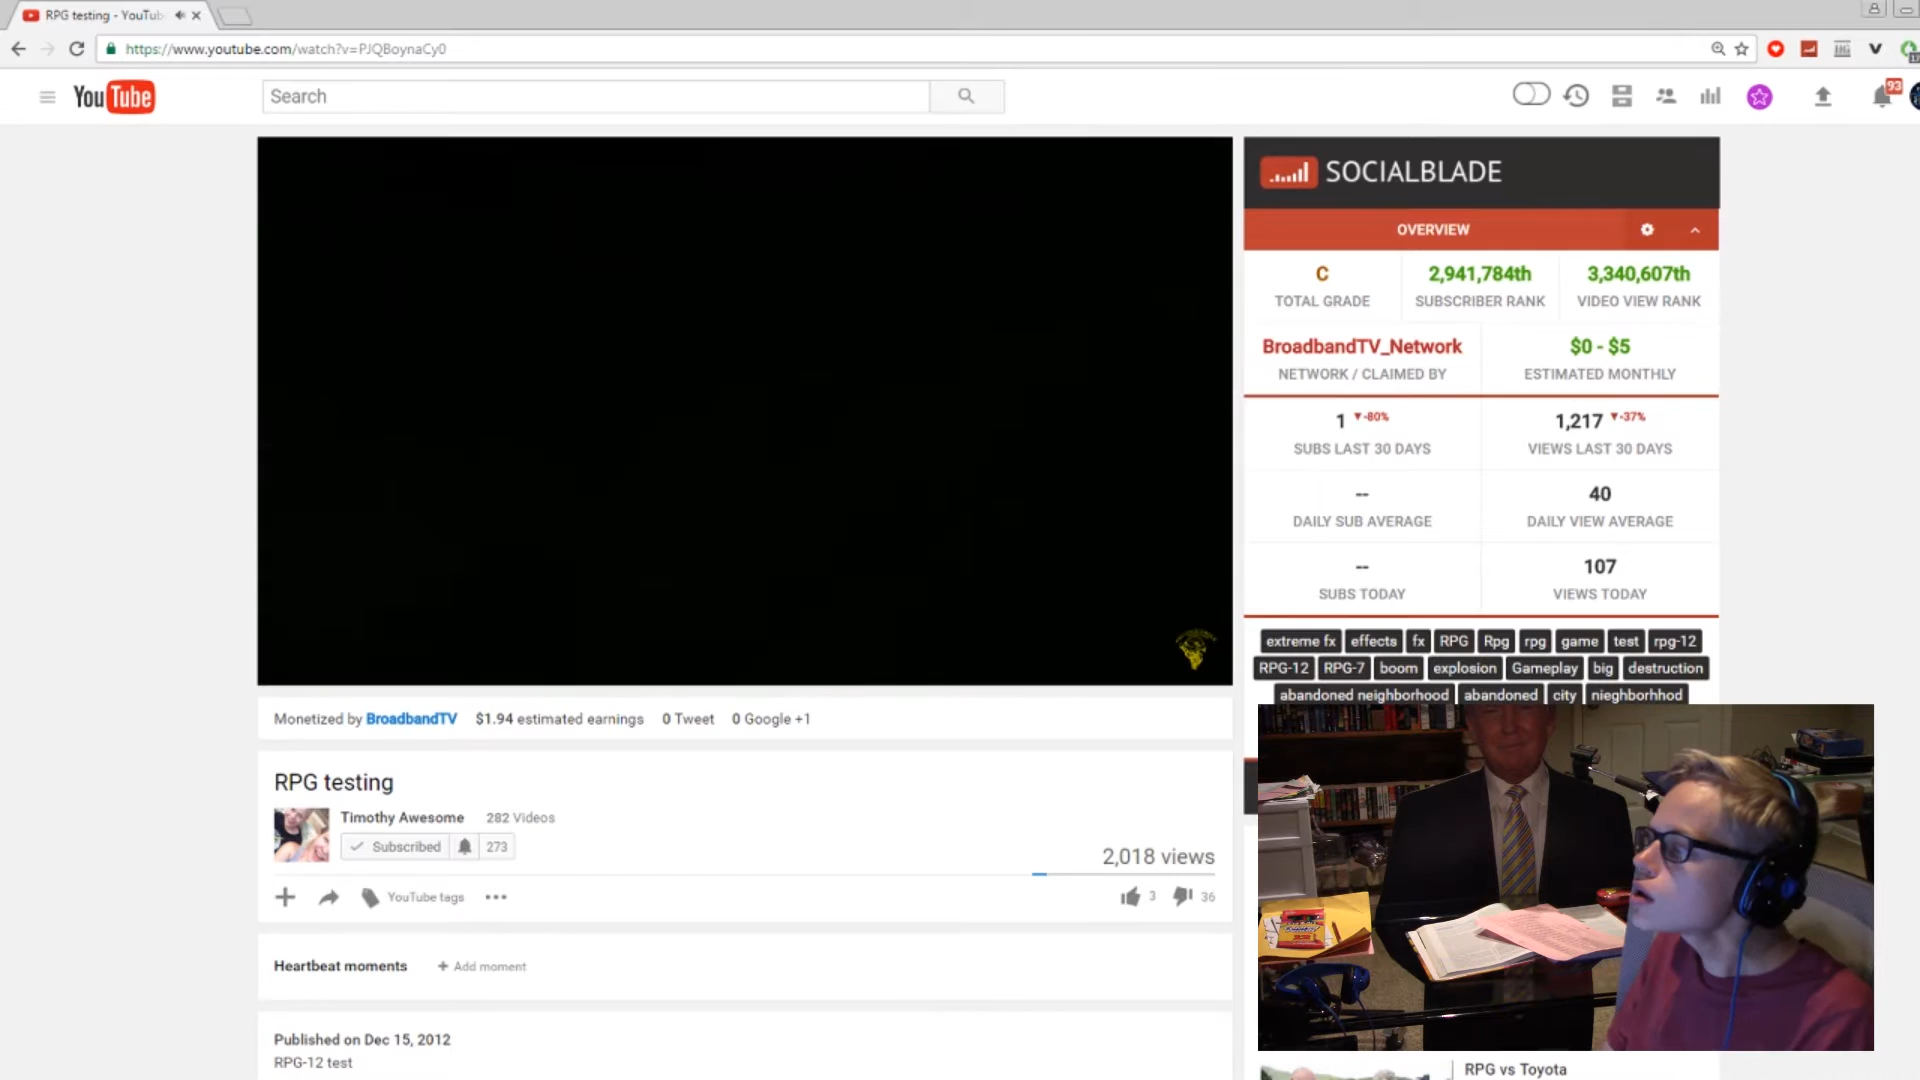 RPG testing - YouTub
https://www.youtube.com/watch?v=PJQBoynaCy0
YouTube
Search
93
SOCIALBLADE
OVERVIEW
C
2,941,784th
3,340,607th
TOTAL GRADE
SUBSCRIBER RANK
VIDEO VIEW RANK
BroadbandTV_Network
$0 - $5
NETWORK / CLAIMED BY
ESTIMATED MONTHLY
1 ▼-80%
1,217 ▼-37%
SUBS LAST 30 DAYS
VIEWS LAST 30 DAYS
--
40
DAILY SUB AVERAGE
DAILY VIEW AVERAGE
--
107
SUBS TODAY
VIEWS TODAY
extreme fx effects fx RPG Rpg rpg game test rpg-12
RPG-12 RPG-7 boom explosion Gameplay big destruction
abandoned neighborhood abandoned city nieghborhhod
Monetized by BroadbandTV $1.94 estimated earnings 0 Tweet 0 Google +1
RPG testing
Timothy Awesome 282 Videos
Subscribed 273
2,018 views
YouTube tags
3 36
Heartbeat moments + Add moment
Published on Dec 15, 2012
RPG-12 test
RPG vs Toyota